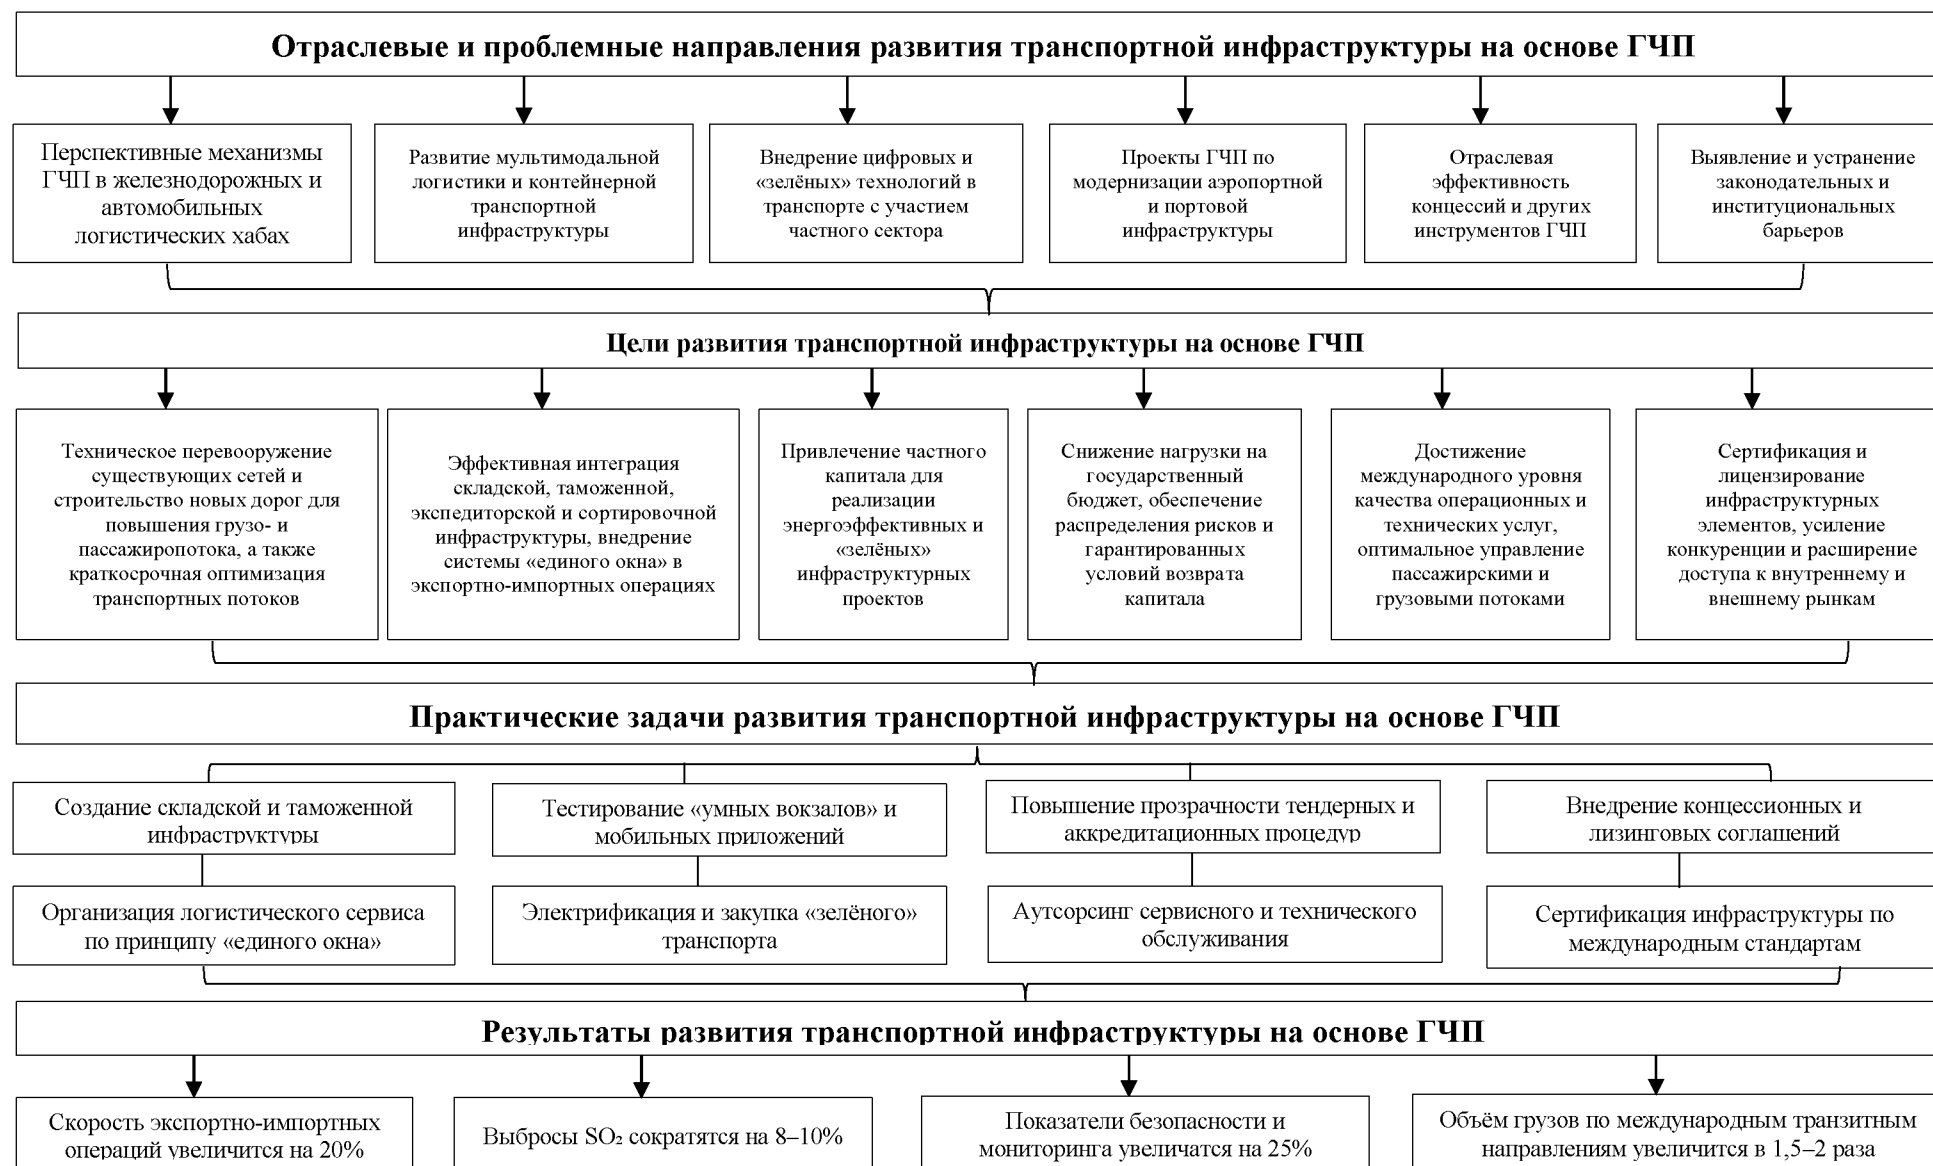 Отраслевые и проблемные направления развития транспортной инфраструктуры на основе ГЧП
Перспективные механизмы
ГЧП в железнодорожных и
автомобильных
логистических хабах
Развитие мультимодальной
логистики и контейнерной
транспортной
инфраструктуры
Внедрение цифровых и
«зелёных» технологий в
транспорте с участием
частного сектора
Проекты ГЧП по
модернизации аэропортной
и портовой
инфраструктуры
Отраслевая
эффективность
концессий и других
инструментов ГЧП
Выявление и устранение
законодательных и
институциональных
барьеров
Цели развития транспортной инфраструктуры на основе ГЧП
Техническое перевооружение
существующих сетей и
строительство новых дорог для
повышения грузо- и
пассажиропотока, а также
краткосрочная оптимизация
транспортных потоков
Эффективная интеграция
складской, таможенной,
экспедиторской и сортировочной
инфраструктуры, внедрение
системы «единого окна» в
экспортно-импортных операциях
Привлечение частного
капитала для
реализации
энергоэффективных и
«зелёных»
инфраструктурных
проектов
Снижение нагрузки на
государственный
бюджет, обеспечение
распределения рисков и
гарантированных
условий возврата
капитала
Достижение
международного уровня
качества операционных и
технических услуг,
оптимальное управление
пассажирскими и
грузовыми потоками
Сертификация и
лицензирование
инфраструктурных
элементов, усиление
конкуренции и расширение
доступа к внутреннему и
внешнему рынкам
Практические задачи развития транспортной инфраструктуры на основе ГЧП
Создание складской и таможенной
инфраструктуры
Тестирование «умных вокзалов» и
мобильных приложений
Повышение прозрачности тендерных и
аккредитационных процедур
Внедрение концессионных и
лизинговых соглашений
Организация логистического сервиса
по принципу «единого окна»
Электрификация и закупка «зелёного»
транспорта
Аутсорсинг сервисного и технического
обслуживания
Сертификация инфраструктуры по
международным стандартам
Результаты развития транспортной инфраструктуры на основе ГЧП
Скорость экспортно-импортных
операций увеличится на 20%
Выбросы SO₂ сократятся на 8–10%
Показатели безопасности и
мониторинга увеличатся на 25%
Объём грузов по международным транзитным
направлениям увеличится в 1,5–2 раза